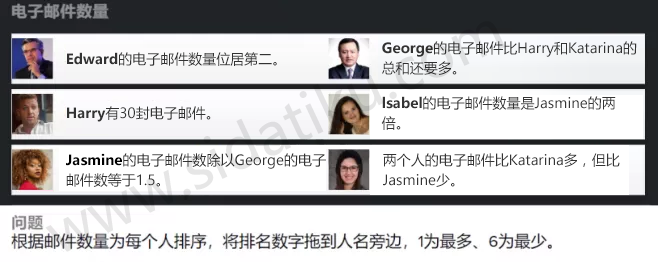 电子邮件数量
Edward的电子邮件数量位居第二。
George的电子邮件比Harry和Katarina的
总和还要多。
Harry有30封电子邮件。
Isabel的电子邮件数量是Jasmine的两
倍。
Jasmine的电子邮件数除以George的电子
邮件数等于1.5。
两个人的电子邮件比Katarina多，但比
Jasmine少。
问题
根据邮件数量为每个人排序，将排名数字拖到人名旁边，1为最多、6为最少。
www.sidatiku.com